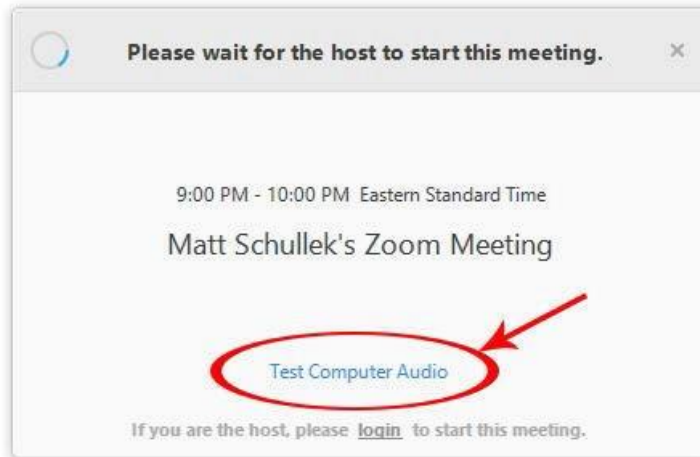 Please wait for the host to start this meeting.
9:00 PM - 10:00 PM Eastern Standard Time
Matt Schullek's Zoom Meeting
Test Computer Audio
If you are the host, please login to start this meeting.